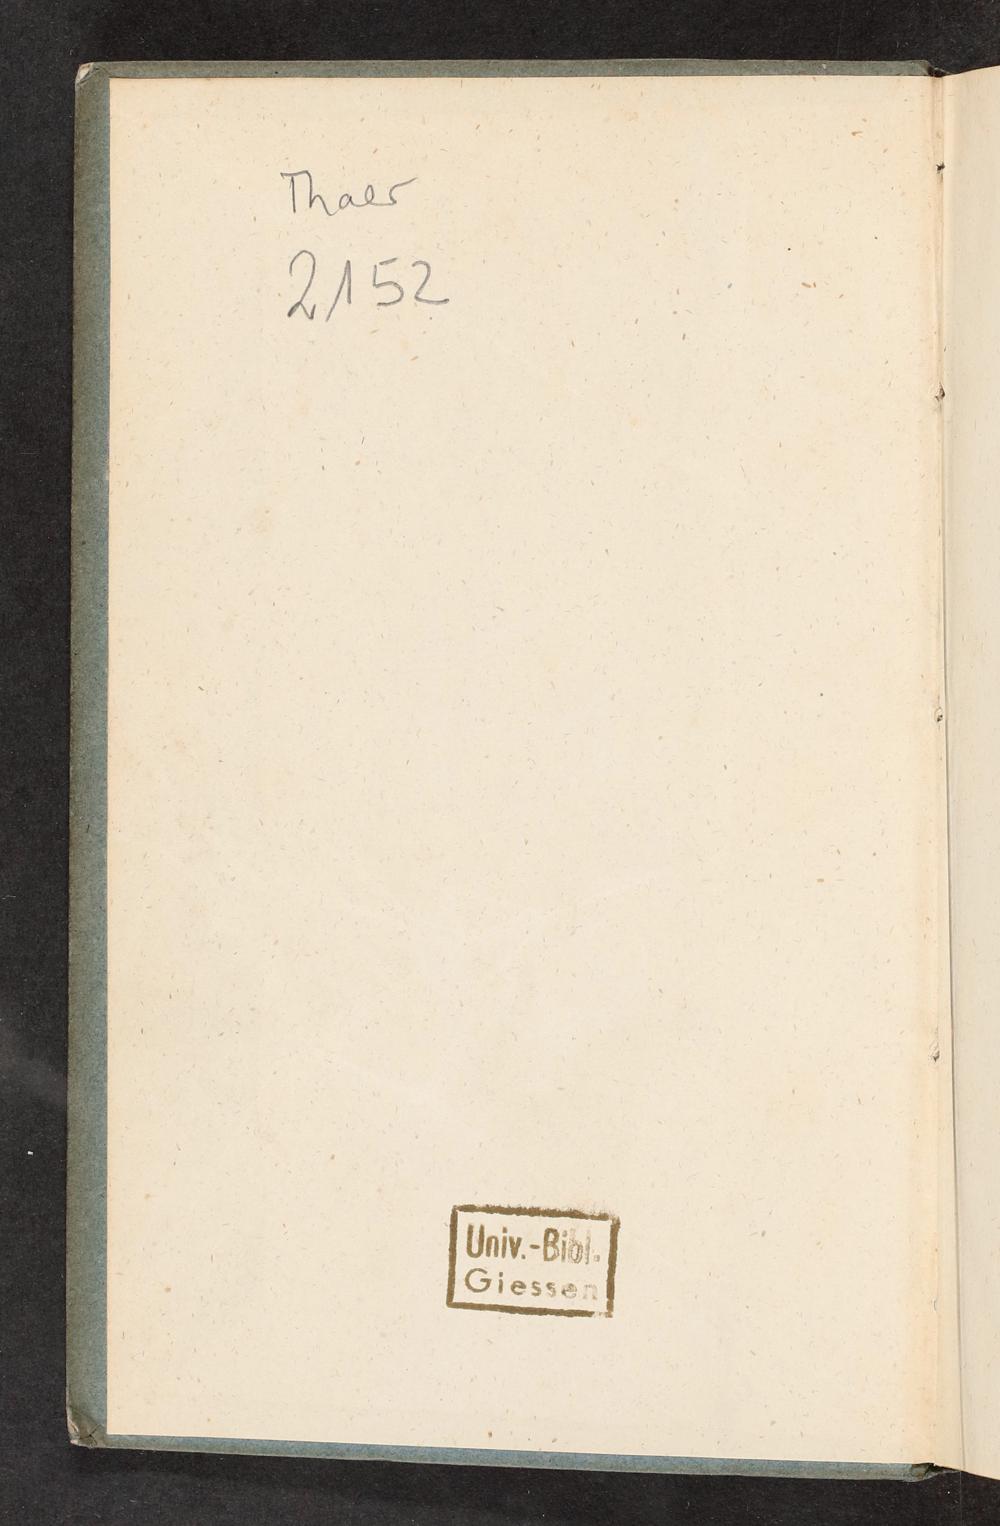 Thaer
2152
Univ.-Bibl.
Giessen